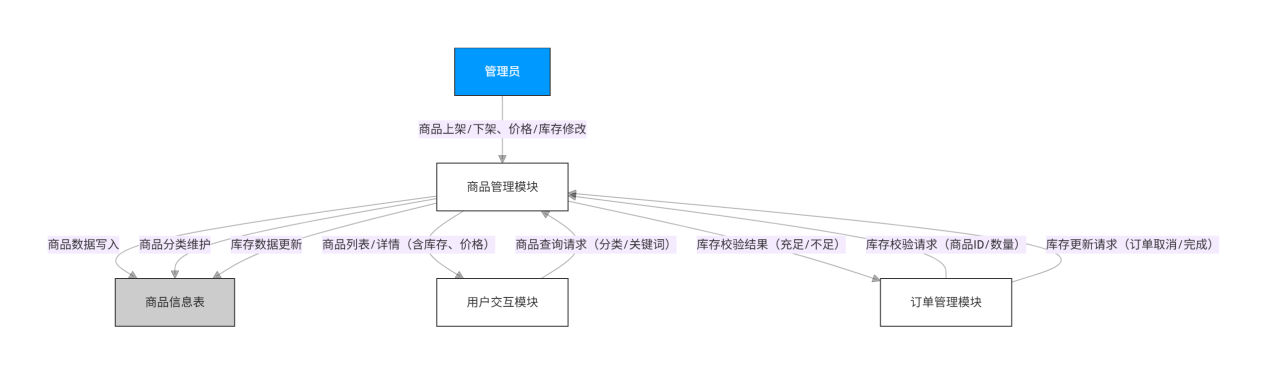 管理员
商品上架/下架、价格/库存修改
商品管理模块
商品数据写入
商品分类维护
库存数据更新
商品列表/详情（含库存、价格）
商品查询请求（分类/关键词）
库存校验结果（充足/不足）
库存校验请求（商品ID/数量）
库存更新请求（订单取消/完成）
商品信息表
用户交互模块
订单管理模块